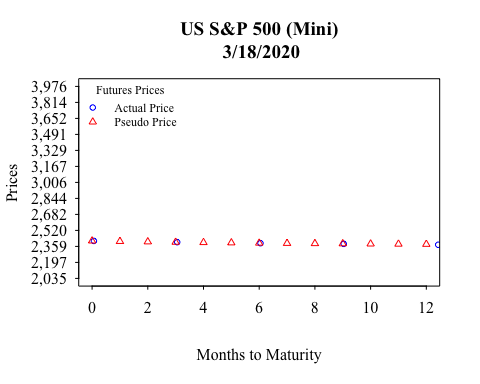 US S&P 500 (Mini)
3/18/2020
Futures Prices
Actual Price
Pseudo Price
Prices
3,976
3,814
3,652
3,491
3,329
3,167
3,006
2,844
2,682
2,520
2,359
2,197
2,035
0 2 4 6 8 10 12
Months to Maturity